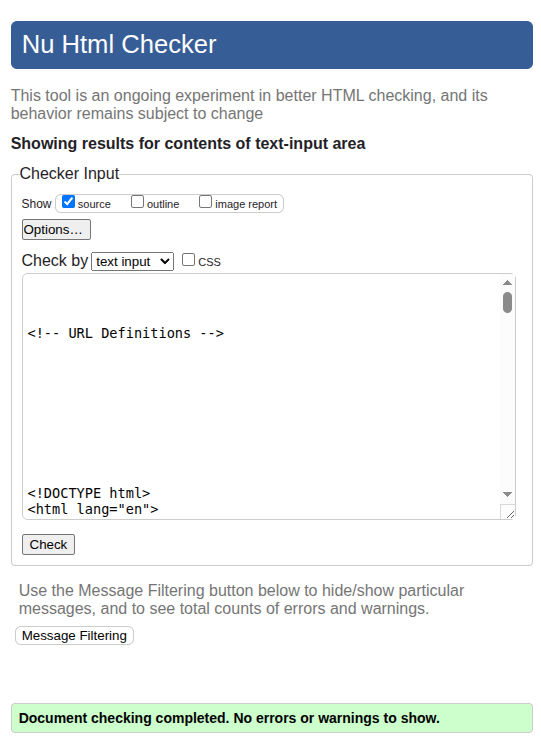 Nu Html Checker
This tool is an ongoing experiment in better HTML checking, and its
behavior remains subject to change
Showing results for contents of text-input area
Checker Input
Show source outline image report
Options…
Check by text input CSS
<!-- URL Definitions -->
<!DOCTYPE html>
<html lang="en">
Check
Use the Message Filtering button below to hide/show particular
messages, and to see total counts of errors and warnings.
Message Filtering
Document checking completed. No errors or warnings to show.